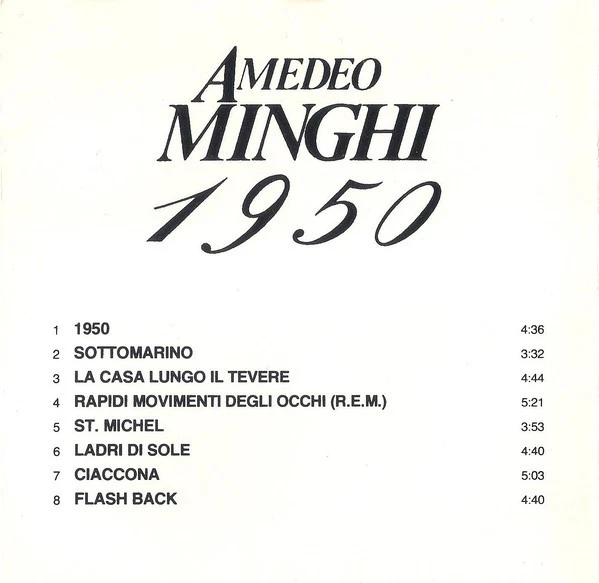 AMEDEO
MINGHI
1950
1 1950 4:36
2 SOTTOMARINO 3:32
3 LA CASA LUNGO IL TEVERE 4:44
4 RAPIDI MOVIMENTI DEGLI OCCHI (R.E.M.) 5:21
5 ST. MICHEL 3:53
6 LADRI DI SOLE 4:40
7 CIACCONA 5:03
8 FLASH BACK 4:40